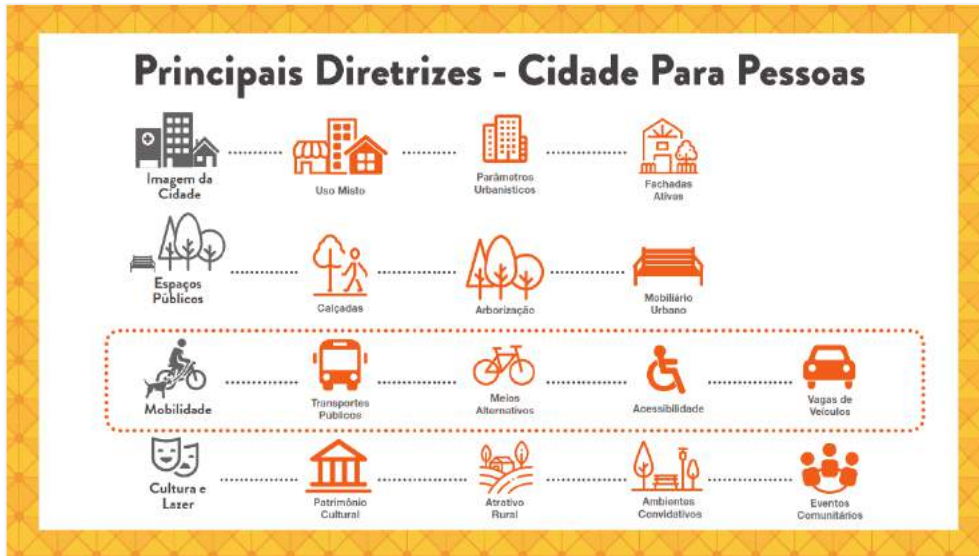 Principais Diretrizes - Cidade Para Pessoas
Imagem da
Cidade
Uso Misto
Parâmetros
Urbanísticos
Fachadas
Ativas
Espaços
Públicos
Calçadas
Arborização
Mobiliário
Urbano
Mobilidade
Transportes
Públicos
Meios
Alternativos
Acessibilidade
Vagas de
Veículos
Cultura e
Lazer
Patrimônio
Cultural
Atrativo
Rural
Ambientes
Convidativos
Eventos
Comunitários